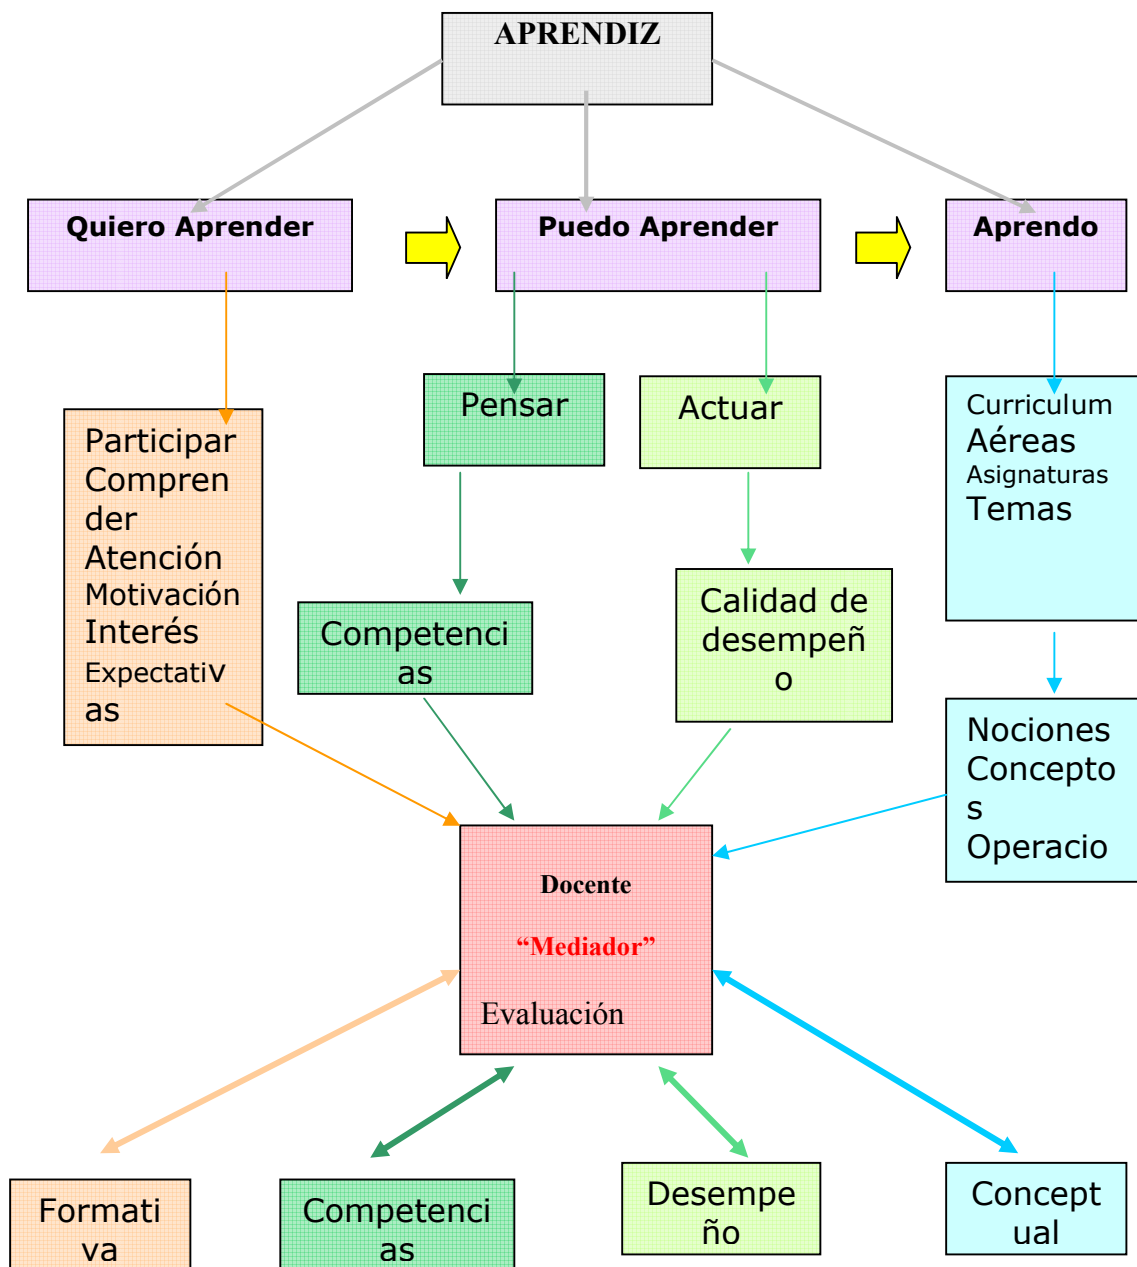 APRENDIZ
Quiero Aprender
Puedo Aprender
Aprendo
Participar
Compren
der
Atención
Motivación
Interés
Expectativ
as
Pensar
Actuar
Curriculum
Aéreas
Asignaturas
Temas
Competenci
as
Calidad de
desempeñ
o
Nociones
Concepto
s
Operacio
Docente
“Mediador”
Evaluación
Formati
va
Competenci
as
Desempe
ño
Concept
ual